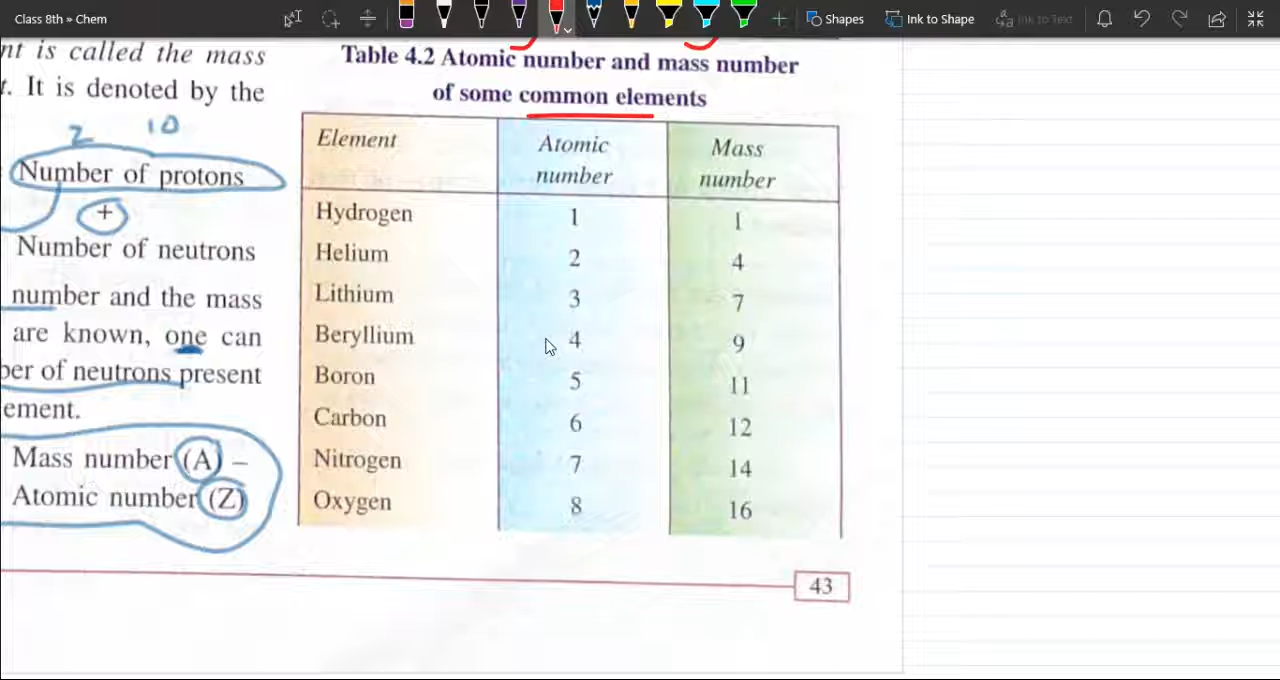 Class 8th » Chem
Shapes
Ink to Shape
Ink to Text
nt is called the mass
t. It is denoted by the
2 10
Number of protons
+
Number of neutrons
number and the mass
are known, one can
ber of neutrons present
ement.
Mass number (A) –
Atomic number (Z)
Table 4.2 Atomic number and mass number
of some common elements
Element Atomic number Mass number
Hydrogen 1 1
Helium 2 4
Lithium 3 7
Beryllium 4 9
Boron 5 11
Carbon 6 12
Nitrogen 7 14
Oxygen 8 16
43